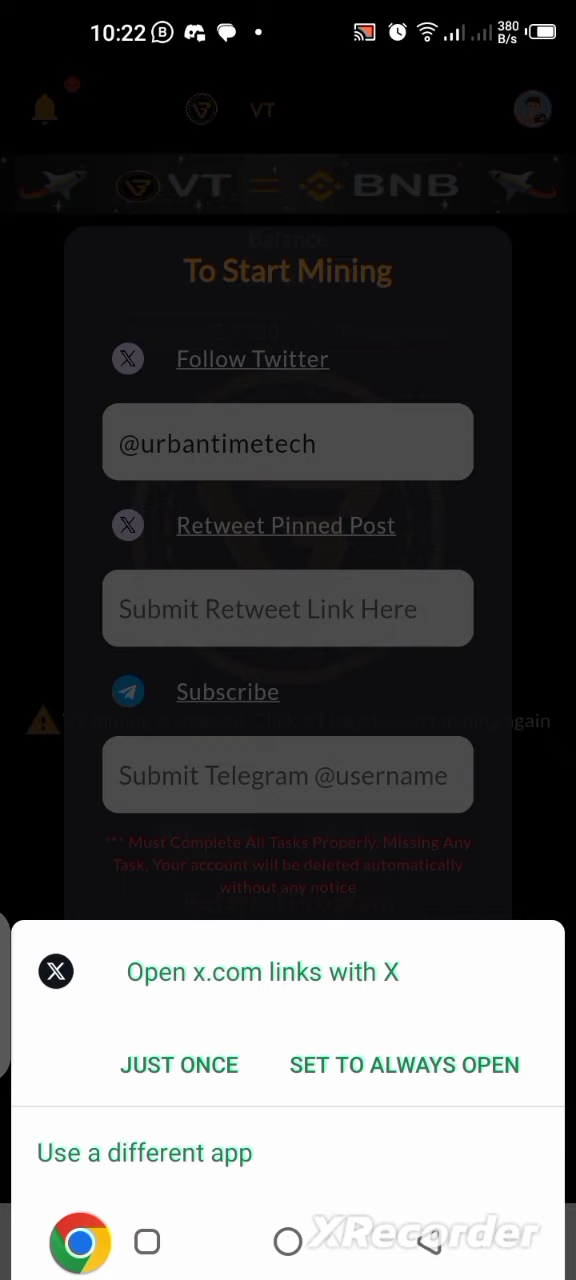 10:22
380 B/s
VT
VT = BNB
Balance
To Start Mining
Follow Twitter
@urbantimetech
Retweet Pinned Post
Submit Retweet Link Here
Subscribe
again
Submit Telegram @username
*** Must Complete All Tasks Properly. Missing Any
Task, Your account will be deleted automatically
without any notice
Open x.com links with X
JUST ONCE
SET TO ALWAYS OPEN
Use a different app
XRecorder